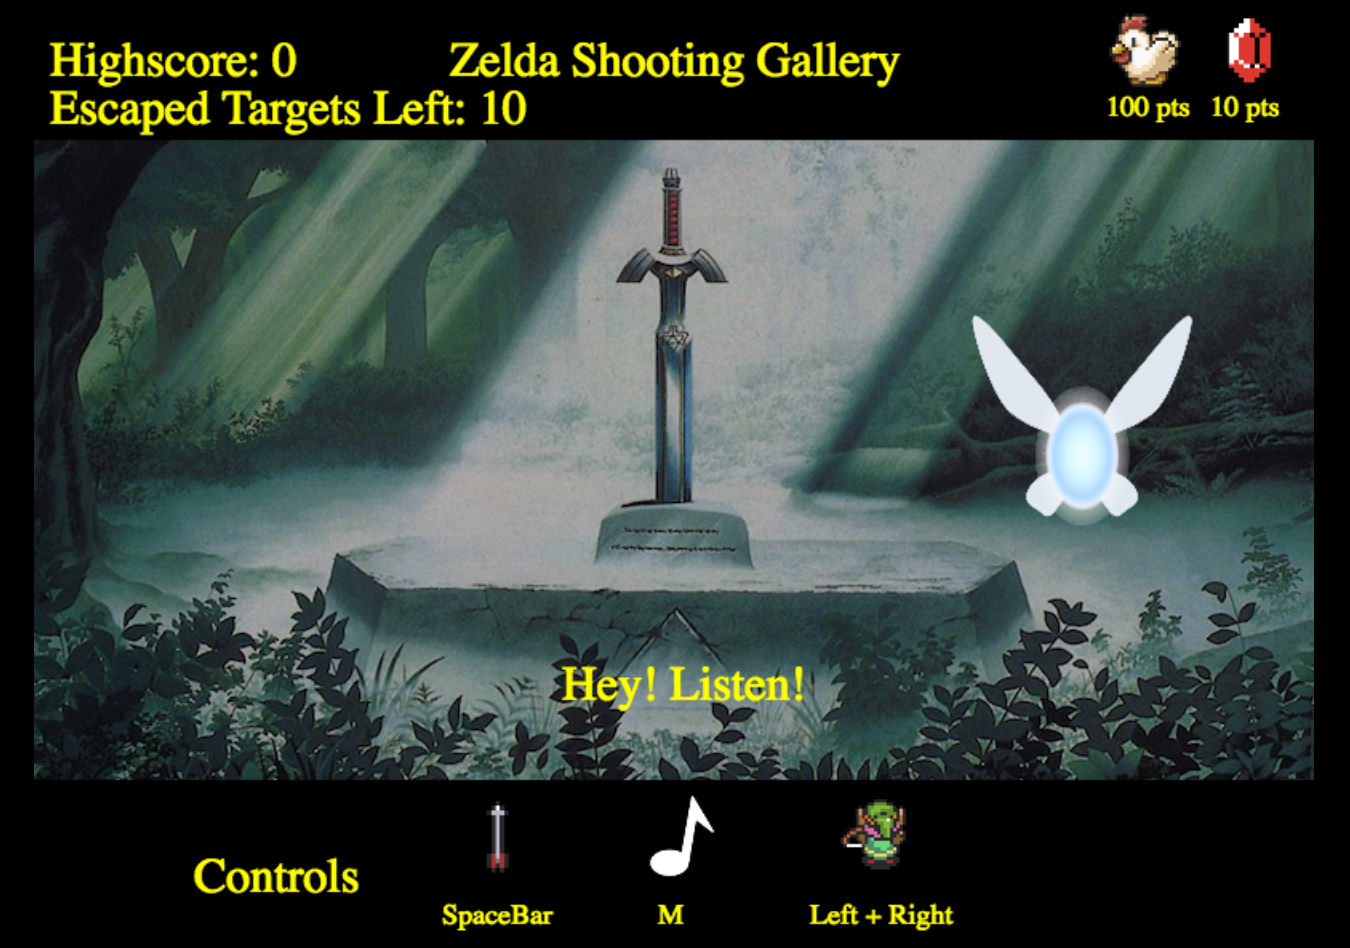 Highscore: 0
Zelda Shooting Gallery
Escaped Targets Left: 10
100 pts
10 pts
Hey! Listen!
Controls
SpaceBar
M
Left + Right